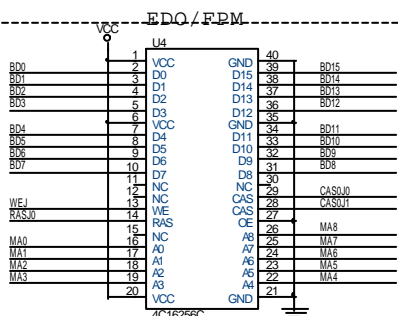 EDO/FPM
VCC
U4
1 VCC GND 40
BD0 2 D0 D15 39 BD15
BD1 3 D1 D14 38 BD14
BD2 4 D2 D13 37 BD13
BD3 5 D3 D12 36 BD12
6 VCC GND 35
BD4 7 D4 D11 34 BD11
BD5 8 D5 D10 33 BD10
BD6 9 D6 D9 32 BD9
BD7 10 D7 D8 31 BD8
11 NC NC 30
12 NC CAS 29 CAS0J0
WEJ 13 WE CAS 28 CAS0J1
RASJ0 14 RAS OE 27
15 NC A8 26 MA8
MA0 16 A0 A7 25 MA7
MA1 17 A1 A6 24 MA6
MA2 18 A2 A5 23 MA5
MA3 19 A3 A4 22 MA4
20 VCC GND 21
4C16256C